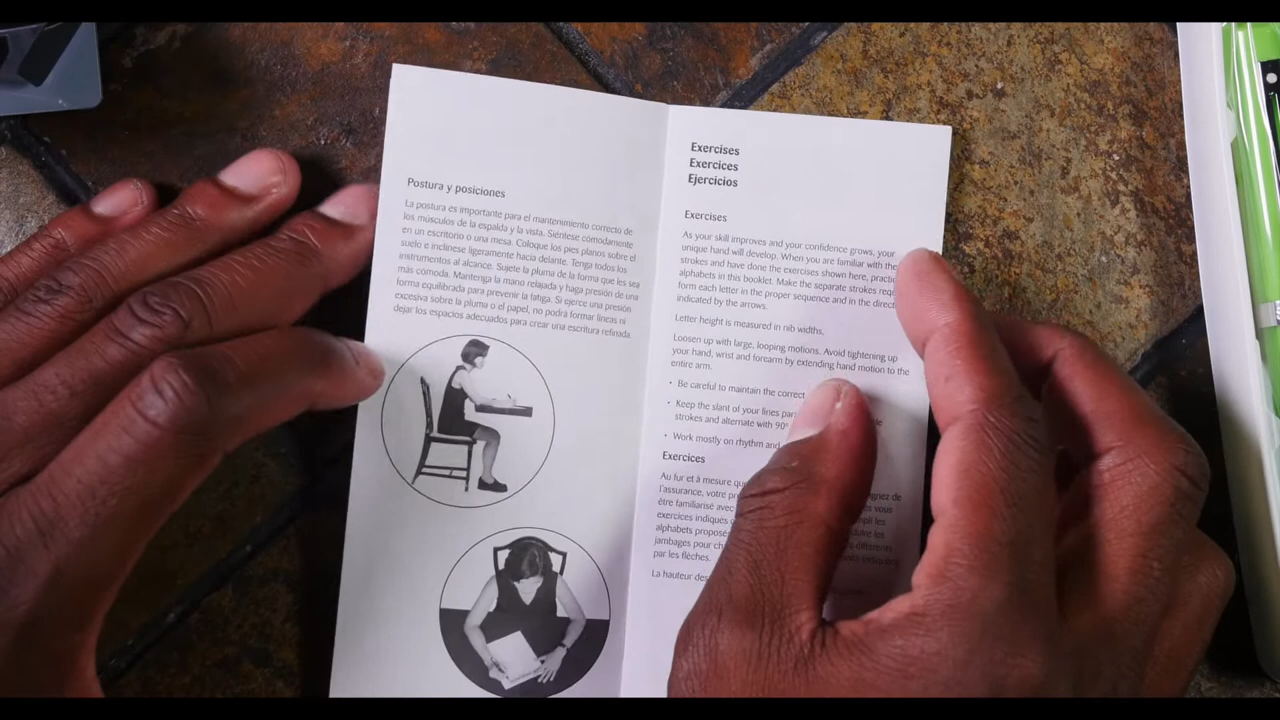 Postura y posiciones
La postura es importante para el mantenimiento correcto de
los músculos de la espalda y la vista. Siéntese cómodamente
en un escritorio o una mesa. Coloque los pies planos sobre el
suelo e inclínese ligeramente hacia delante. Tenga todos los
instrumentos al alcance. Sujete la pluma de la forma que les sea
más cómoda. Mantenga la mano relajada y haga presión de una
forma equilibrada para prevenir la fatiga. Si ejerce una presión
excesiva sobre la pluma o el papel, no podrá formar líneas ni
dejar los espacios adecuados para crear una escritura refinada.
Exercises
Exercices
Ejercicios
Exercises
As your skill improves and your confidence grows, your
unique hand will develop. When you are familiar with the
strokes and have done the exercises shown here,
alphabets in this booklet. Make the separate strokes
form each letter in the proper sequence and in the
indicated by the arrows.
Letter height is measured in nib widths.
Loosen up with large, looping motions. Avoid tightening up
your hand, wrist and forearm by extending hand motion to the
entire arm.
• Be careful to maintain the correct
• Keep the slant of your lines
strokes and alternate with 90°
• Work mostly on rhythm and
Exercices
Au fur et à mesure
l'assurance, votre
être familiarisé avec vous
exercices indiqués les
alphabets
jambages pour différents
par les flèches.
La hauteur des